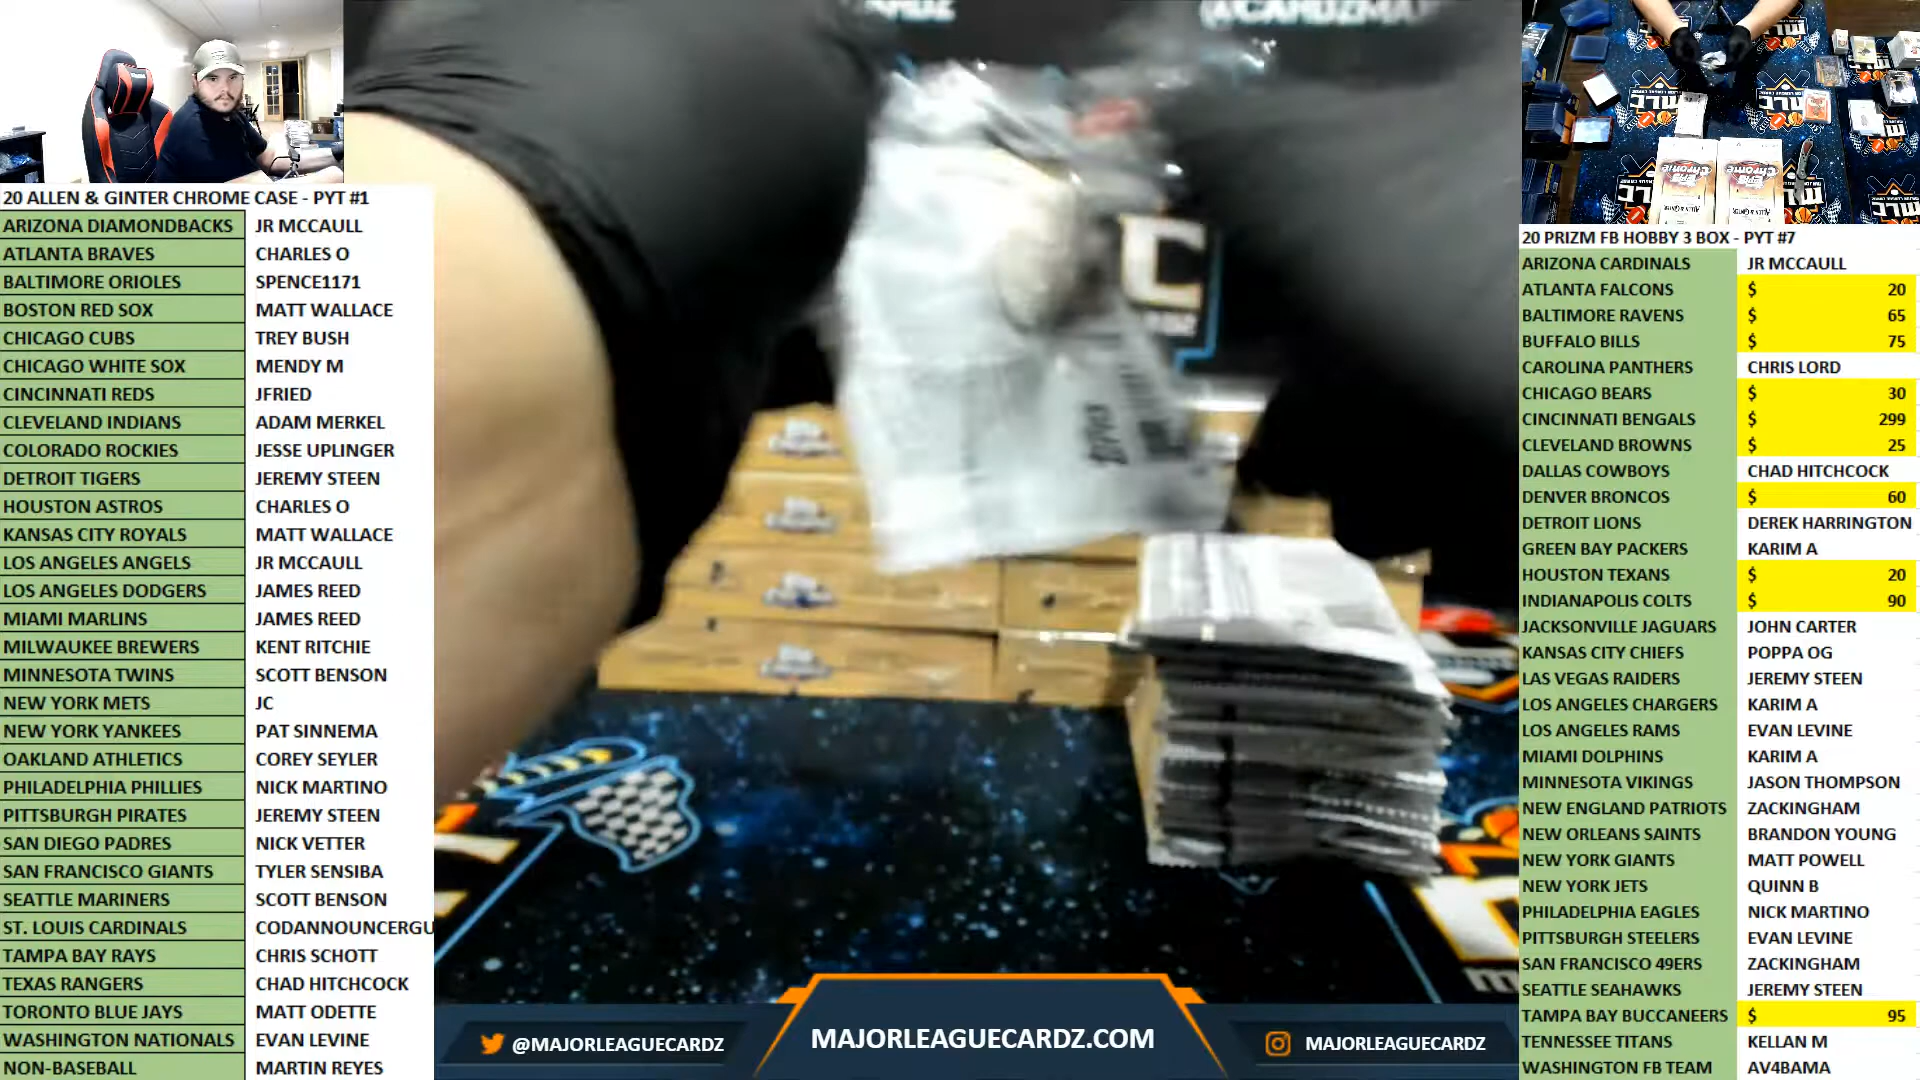 20 ALLEN & GINTER CHROME CASE - PYT #1
ARIZONA DIAMONDBACKS JR MCCAULL
ATLANTA BRAVES CHARLES O
BALTIMORE ORIOLES SPENCE1171
BOSTON RED SOX MATT WALLACE
CHICAGO CUBS TREY BUSH
CHICAGO WHITE SOX MENDY M
CINCINNATI REDS JFRIED
CLEVELAND INDIANS ADAM MERKEL
COLORADO ROCKIES JESSE UPLINGER
DETROIT TIGERS JEREMY STEEN
HOUSTON ASTROS CHARLES O
KANSAS CITY ROYALS MATT WALLACE
LOS ANGELES ANGELS JR MCCAULL
LOS ANGELES DODGERS JAMES REED
MIAMI MARLINS JAMES REED
MILWAUKEE BREWERS KENT RITCHIE
MINNESOTA TWINS SCOTT BENSON
NEW YORK METS JC
NEW YORK YANKEES PAT SINNEMA
OAKLAND ATHLETICS COREY SEYLER
PHILADELPHIA PHILLIES NICK MARTINO
PITTSBURGH PIRATES JEREMY STEEN
SAN DIEGO PADRES NICK VETTER
SAN FRANCISCO GIANTS TYLER SENSIBA
SEATTLE MARINERS SCOTT BENSON
ST. LOUIS CARDINALS CODANNOUNCERGU
TAMPA BAY RAYS CHRIS SCHOTT
TEXAS RANGERS CHAD HITCHCOCK
TORONTO BLUE JAYS MATT ODETTE
WASHINGTON NATIONALS EVAN LEVINE
NON-BASEBALL MARTIN REYES
@MAJORLEAGUECARDZ
MAJORLEAGUECARDZ.COM
MAJORLEAGUECARDZ
20 PRIZM FB HOBBY 3 BOX - PYT #7
ARIZONA CARDINALS JR MCCAULL
ATLANTA FALCONS $ 20
BALTIMORE RAVENS $ 65
BUFFALO BILLS $ 75
CAROLINA PANTHERS CHRIS LORD
CHICAGO BEARS $ 30
CINCINNATI BENGALS $ 299
CLEVELAND BROWNS $ 25
DALLAS COWBOYS CHAD HITCHCOCK
DENVER BRONCOS $ 60
DETROIT LIONS DEREK HARRINGTON
GREEN BAY PACKERS KARIM A
HOUSTON TEXANS $ 20
INDIANAPOLIS COLTS $ 90
JACKSONVILLE JAGUARS JOHN CARTER
KANSAS CITY CHIEFS POPPA OG
LAS VEGAS RAIDERS JEREMY STEEN
LOS ANGELES CHARGERS KARIM A
LOS ANGELES RAMS EVAN LEVINE
MIAMI DOLPHINS KARIM A
MINNESOTA VIKINGS JASON THOMPSON
NEW ENGLAND PATRIOTS ZACKINGHAM
NEW ORLEANS SAINTS BRANDON YOUNG
NEW YORK GIANTS MATT POWELL
NEW YORK JETS QUINN B
PHILADELPHIA EAGLES NICK MARTINO
PITTSBURGH STEELERS EVAN LEVINE
SAN FRANCISCO 49ERS ZACKINGHAM
SEATTLE SEAHAWKS JEREMY STEEN
TAMPA BAY BUCCANEERS $ 95
TENNESSEE TITANS KELLAN M
WASHINGTON FB TEAM AV4BAMA